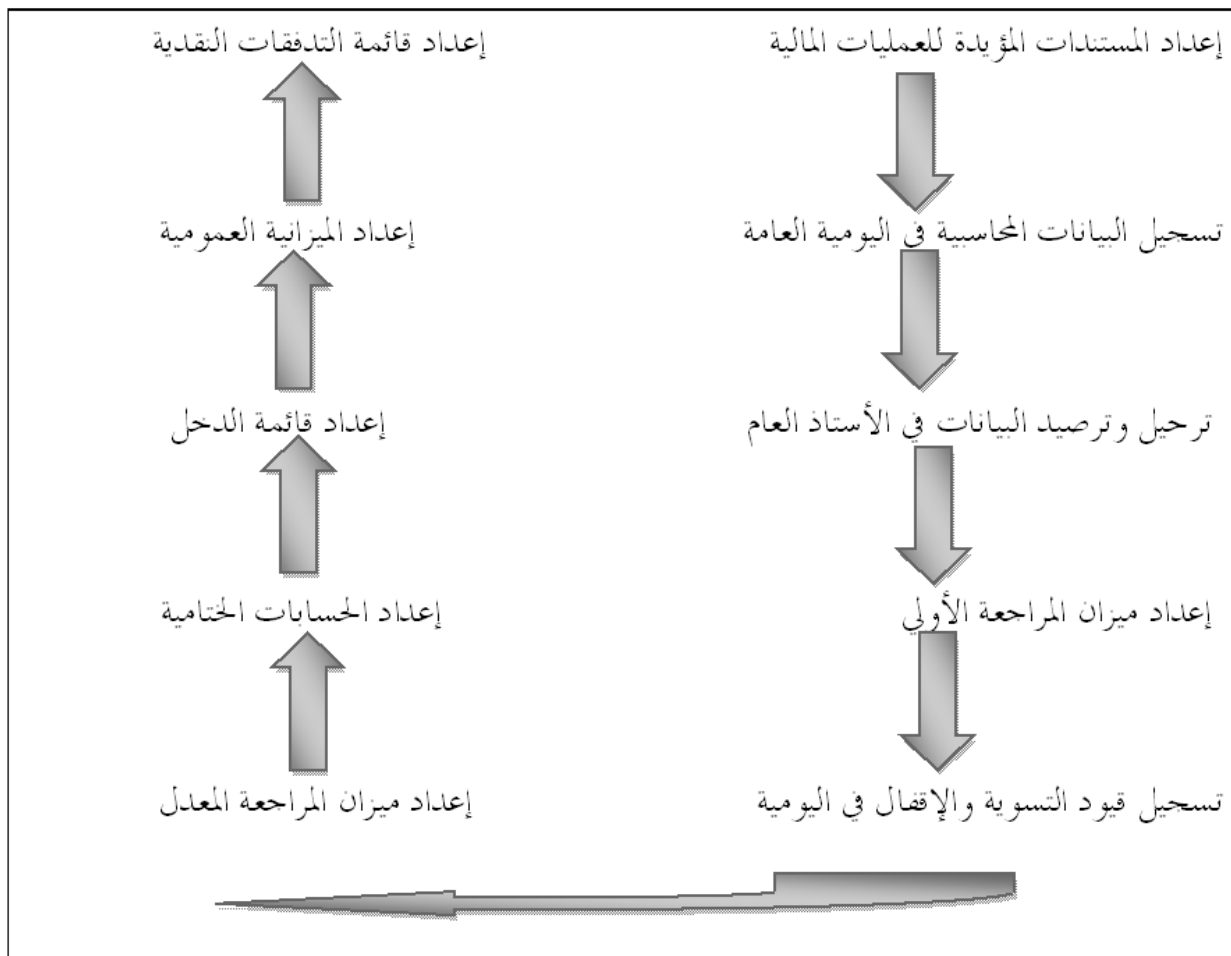 إعداد المستندات المؤيدة للعمليات المالية
تسجيل البيانات المحاسبية في اليومية العامة
ترحيل وترصيد البيانات في الأستاذ العام
إعداد ميزان المراجعة الأولي
تسجيل قيود التسوية والإقفال في اليومية
إعداد ميزان المراجعة المعدل
إعداد الحسابات الختامية
إعداد قائمة الدخل
إعداد الميزانية العمومية
إعداد قائمة التدفقات النقدية